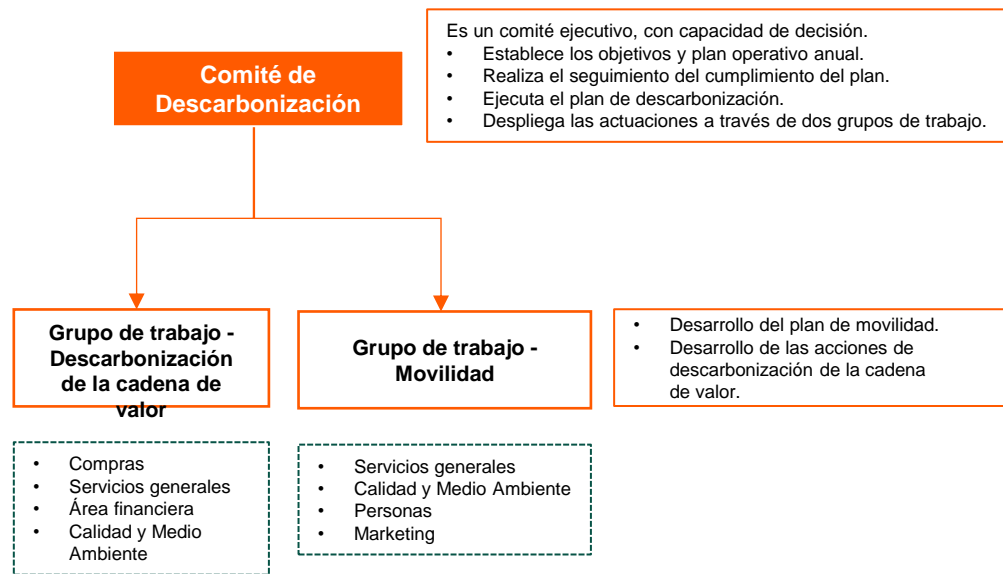 Comité de
Descarbonización
Es un comité ejecutivo, con capacidad de decisión.
• Establece los objetivos y plan operativo anual.
• Realiza el seguimiento del cumplimiento del plan.
• Ejecuta el plan de descarbonización.
• Despliega las actuaciones a través de dos grupos de trabajo.
Grupo de trabajo -
Descarbonización
de la cadena de
valor
Grupo de trabajo -
Movilidad
• Desarrollo del plan de movilidad.
• Desarrollo de las acciones de
descarbonización de la cadena
de valor.
• Compras
• Servicios generales
• Área financiera
• Calidad y Medio
Ambiente
• Servicios generales
• Calidad y Medio Ambiente
• Personas
• Marketing